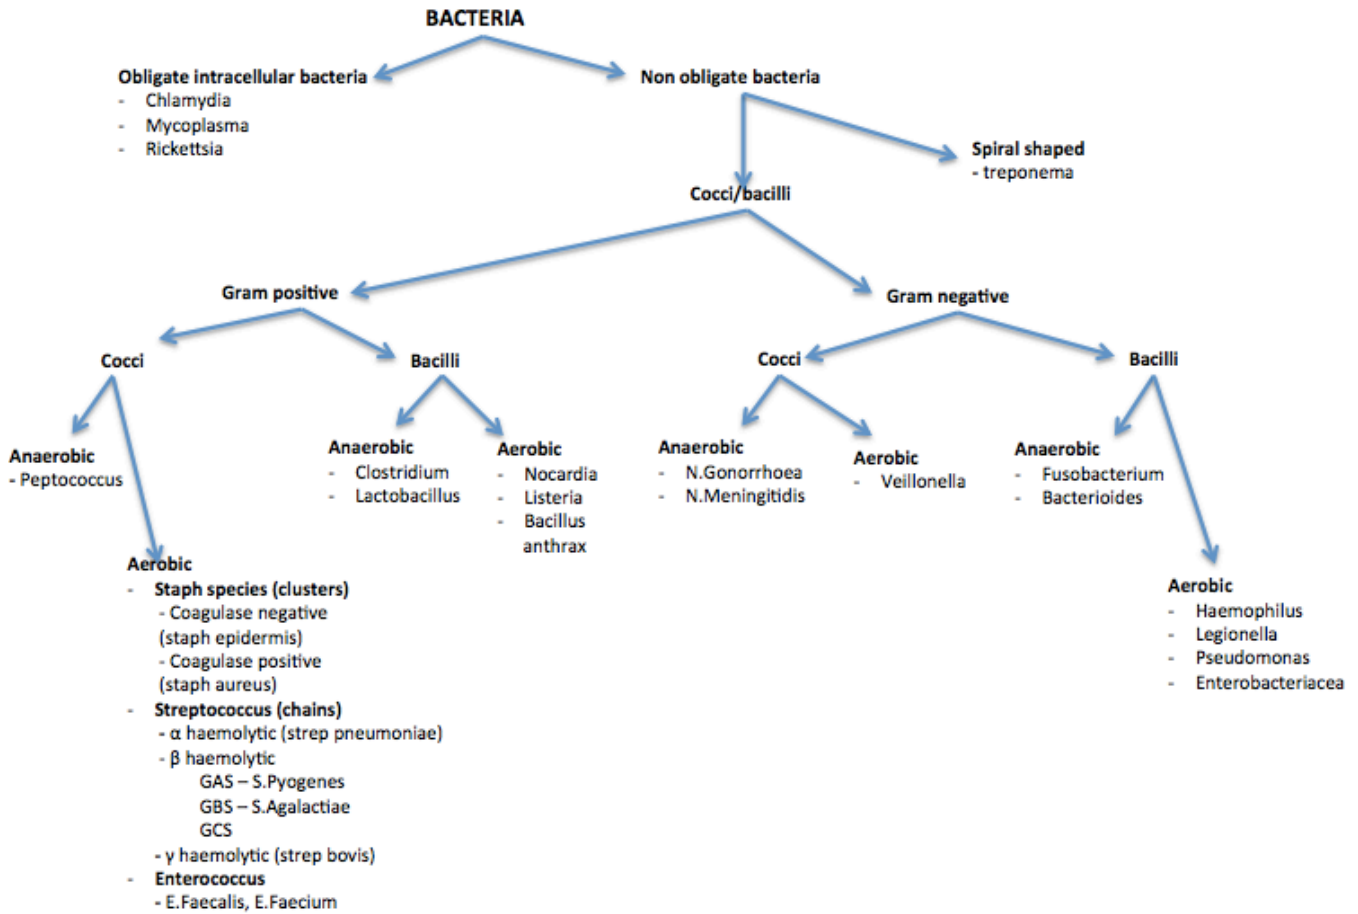 BACTERIA
Obligate intracellular bacteria
- Chlamydia
- Mycoplasma
- Rickettsia
Non obligate bacteria
Spiral shaped
- treponema
Cocci/bacilli
Gram positive
Gram negative
Cocci
Bacilli
Cocci
Bacilli
Anaerobic
- Peptococcus
Anaerobic
- Clostridium
- Lactobacillus
Aerobic
- Nocardia
- Listeria
- Bacillus
anthrax
Anaerobic
- N.Gonorrhoea
- N.Meningitidis
Aerobic
- Veillonella
Anaerobic
- Fusobacterium
- Bacterioides
Aerobic
- Staph species (clusters)
- Coagulase negative
(staph epidermis)
- Coagulase positive
(staph aureus)
- Streptococcus (chains)
- α haemolytic (strep pneumoniae)
- β haemolytic
GAS – S.Pyogenes
GBS – S.Agalactiae
GCS
- γ haemolytic (strep bovis)
- Enterococcus
- E.Faecalis, E.Faecium
Aerobic
- Haemophilus
- Legionella
- Pseudomonas
- Enterobacteriacea